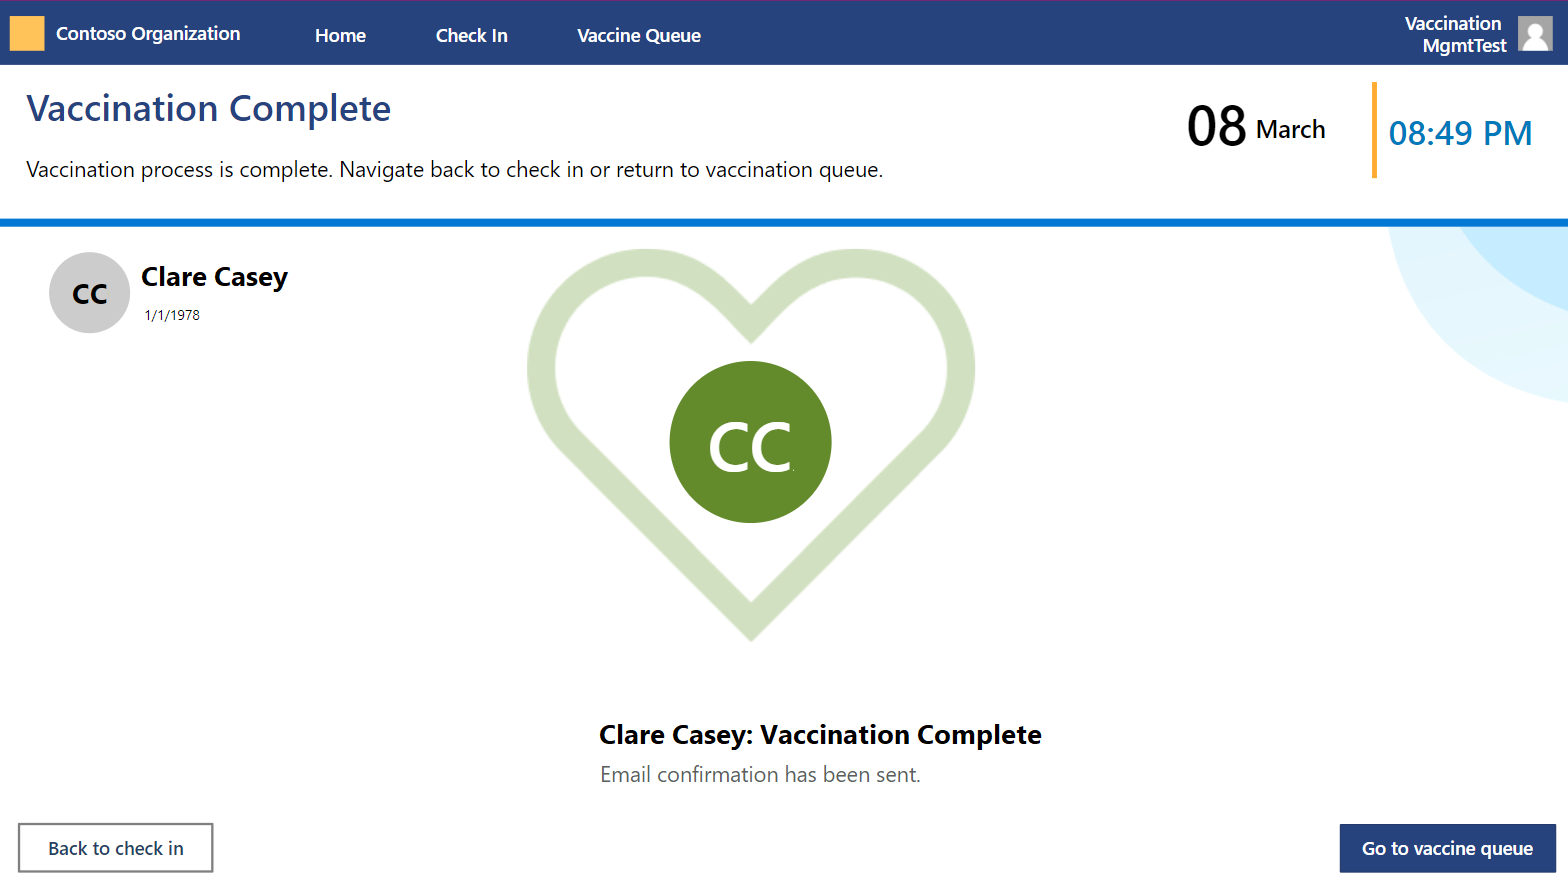 Contoso Organization
Home
Check In
Vaccine Queue
Vaccination
MgmtTest
Vaccination Complete
08 March
08:49 PM
Vaccination process is complete. Navigate back to check in or return to vaccination queue.
CC
Clare Casey
1/1/1978
CC
Clare Casey: Vaccination Complete
Email confirmation has been sent.
Back to check in
Go to vaccine queue